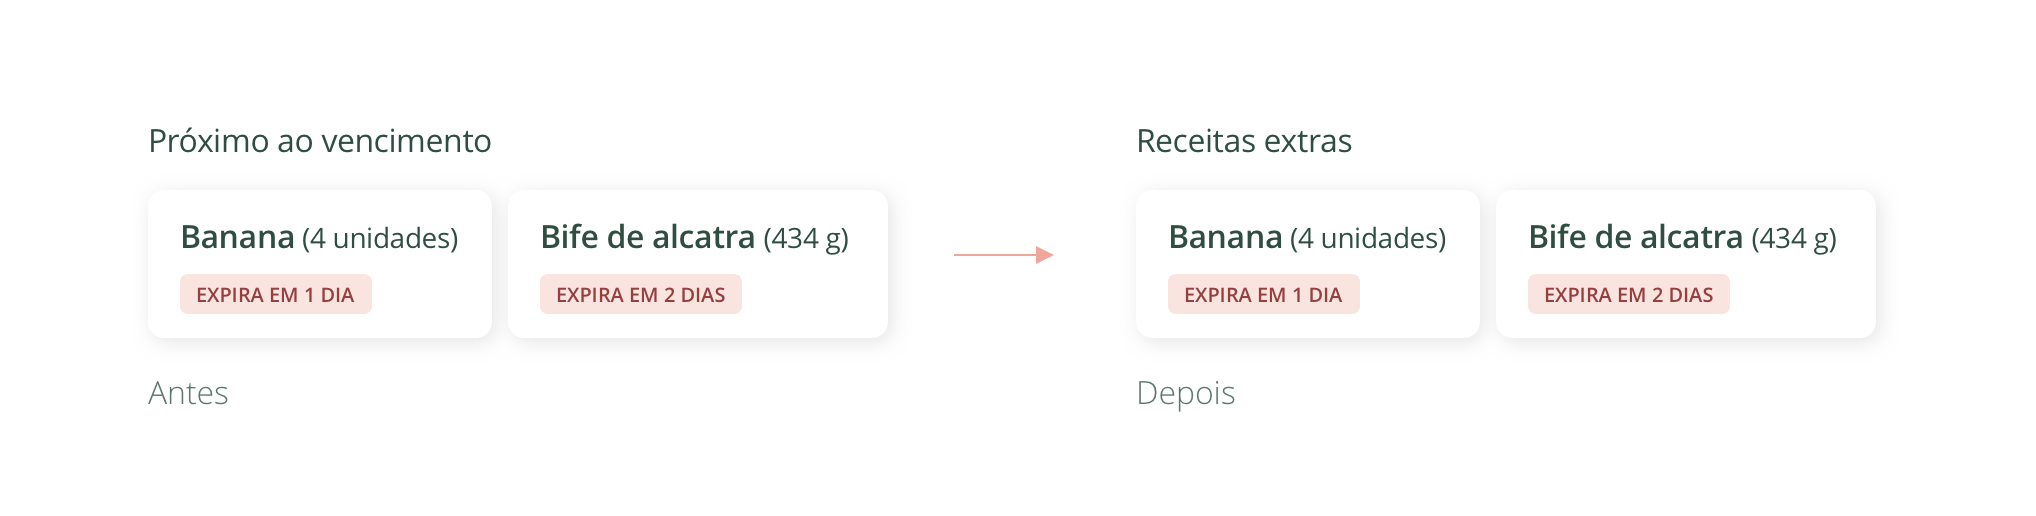 Próximo ao vencimento
Banana (4 unidades)
EXPIRA EM 1 DIA
Bife de alcatra (434 g)
EXPIRA EM 2 DIAS
Antes
Receitas extras
Banana (4 unidades)
EXPIRA EM 1 DIA
Bife de alcatra (434 g)
EXPIRA EM 2 DIAS
Depois